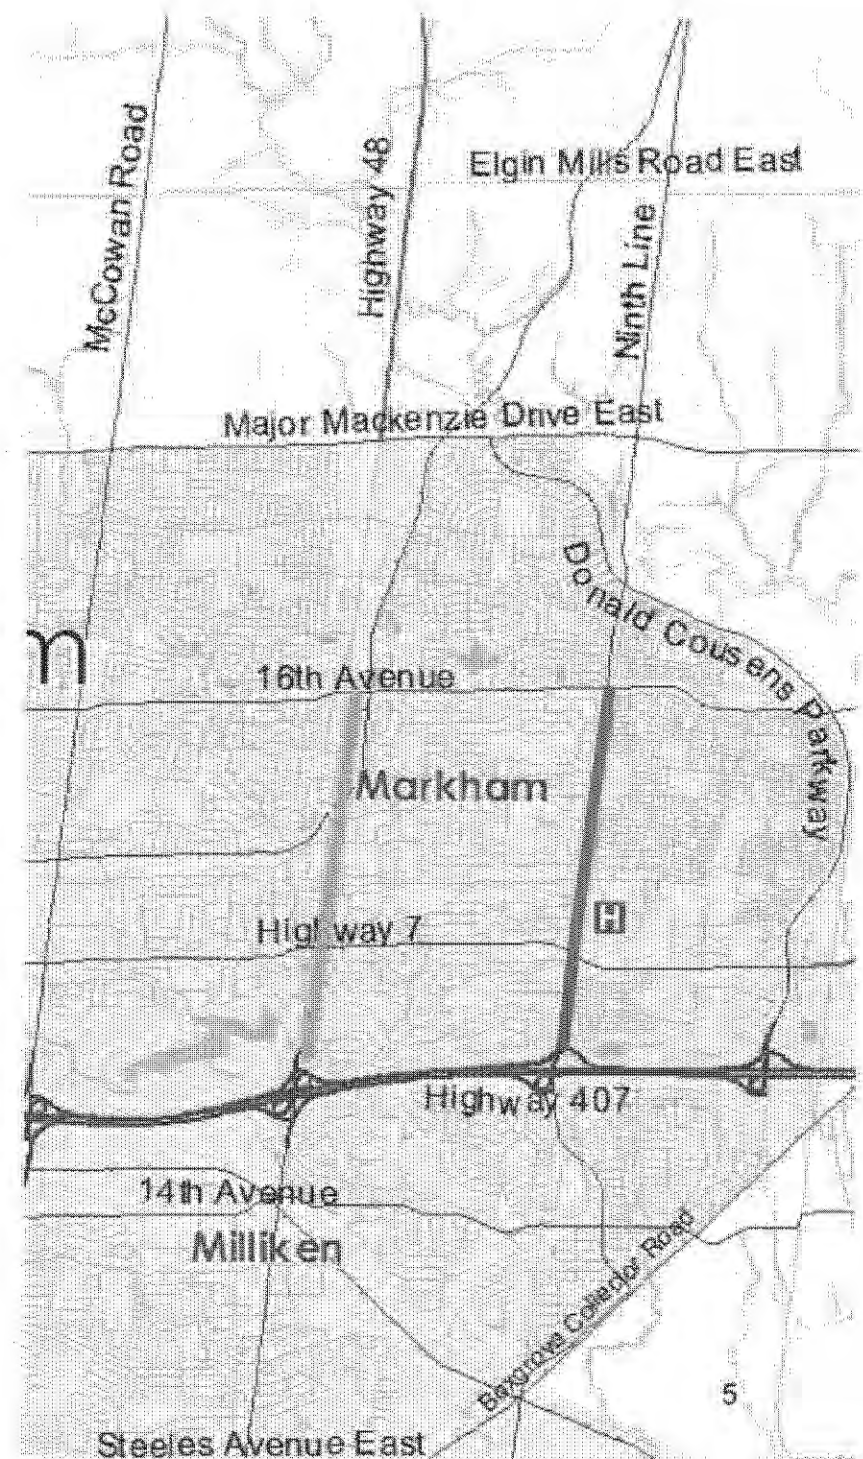 McCowan Road
Highway 48
Elgin Mills Road East
Ninth Line
Major Mackenzie Drive East
Donald Cousens Parkway
m
16th Avenue
Markham
H
Highway 7
Highway 407
14th Avenue
Milliken
Boxgrove Collector Road
5
Steeles Avenue East